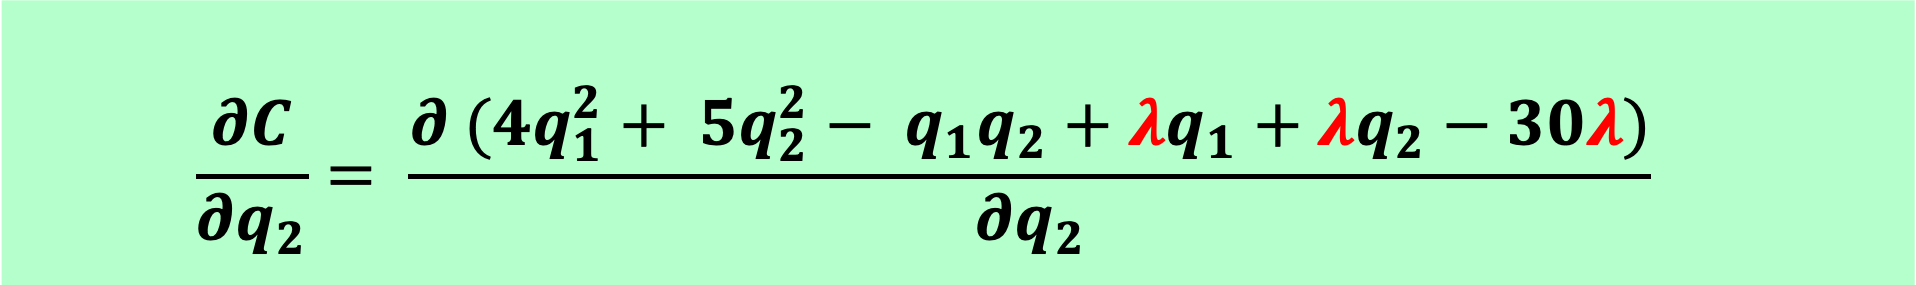 ∂C/∂q₂ = ∂ (4q₁² + 5q₂² − q₁q₂ + λq₁ + λq₂ − 30λ)/∂q₂